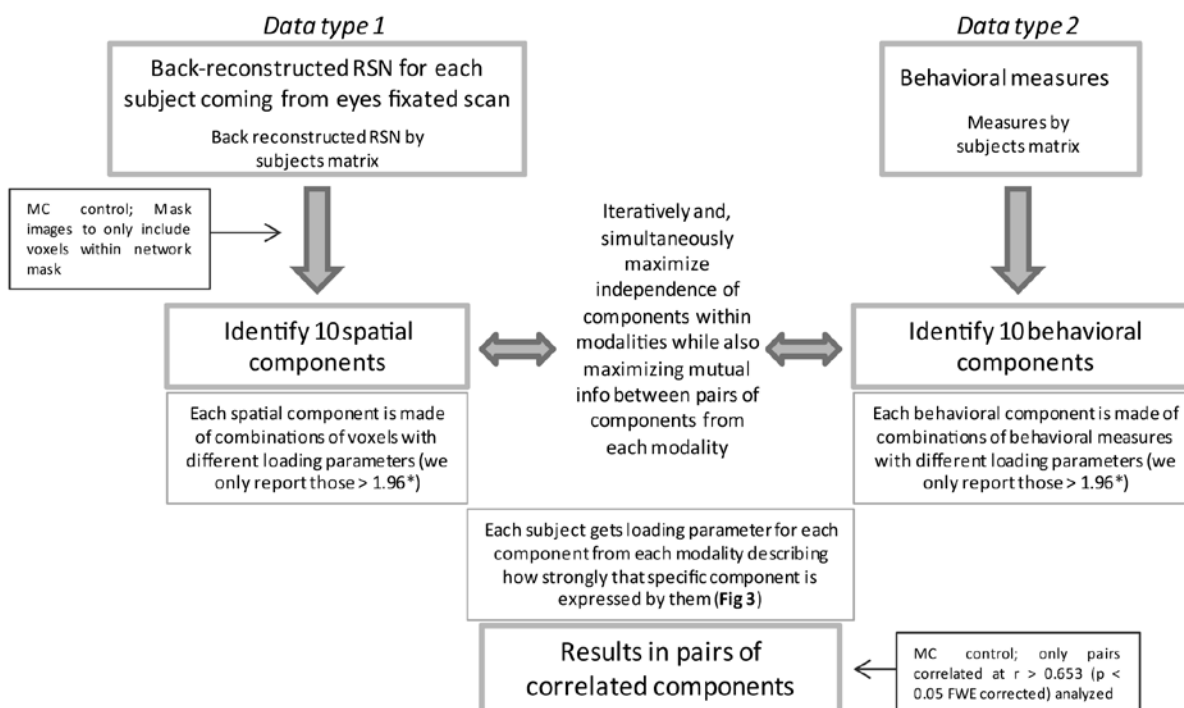 Data type 1
Back-reconstructed RSN for each
subject coming from eyes fixated scan
Back reconstructed RSN by
subjects matrix
Data type 2
Behavioral measures
Measures by
subjects matrix
MC control; Mask
images to only include
voxels within network
mask
Iteratively and,
simultaneously
maximize
independence of
components within
modalities while also
maximizing mutual
info between pairs of
components from
each modality
Identify 10 spatial
components
Each spatial component is made
of combinations of voxels with
different loading parameters (we
only report those > 1.96*)
Identify 10 behavioral
components
Each behavioral component is made of
combinations of behavioral measures
with different loading parameters (we
only report those > 1.96*)
Each subject gets loading parameter for each
component from each modality describing
how strongly that specific component is
expressed by them (Fig 3)
Results in pairs of
correlated components
MC control; only pairs
correlated at r > 0.653 (p <
0.05 FWE corrected) analyzed